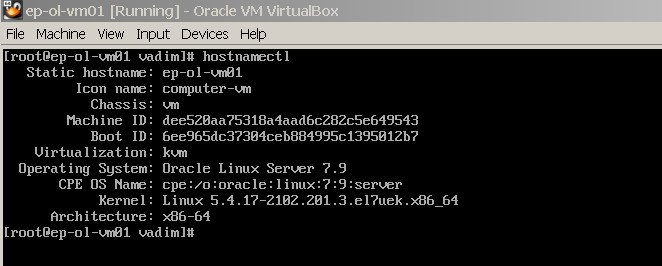 ep-ol-vm01 [Running] - Oracle VM VirtualBox
File Machine View Input Devices Help
[root@ep-ol-vm01 vadim]# hostnamectl
Static hostname: ep-ol-vm01
Icon name: computer-vm
Chassis: vm
Machine ID: dee520aa75318a4aad6c282c5e649543
Boot ID: 6ee965dc37304ceb884995c1395012b7
Virtualization: kvm
Operating System: Oracle Linux Server 7.9
CPE OS Name: cpe:/o:oracle:linux:7:9:server
Kernel: Linux 5.4.17-2102.201.3.el7uek.x86_64
Architecture: x86-64
[root@ep-ol-vm01 vadim]#